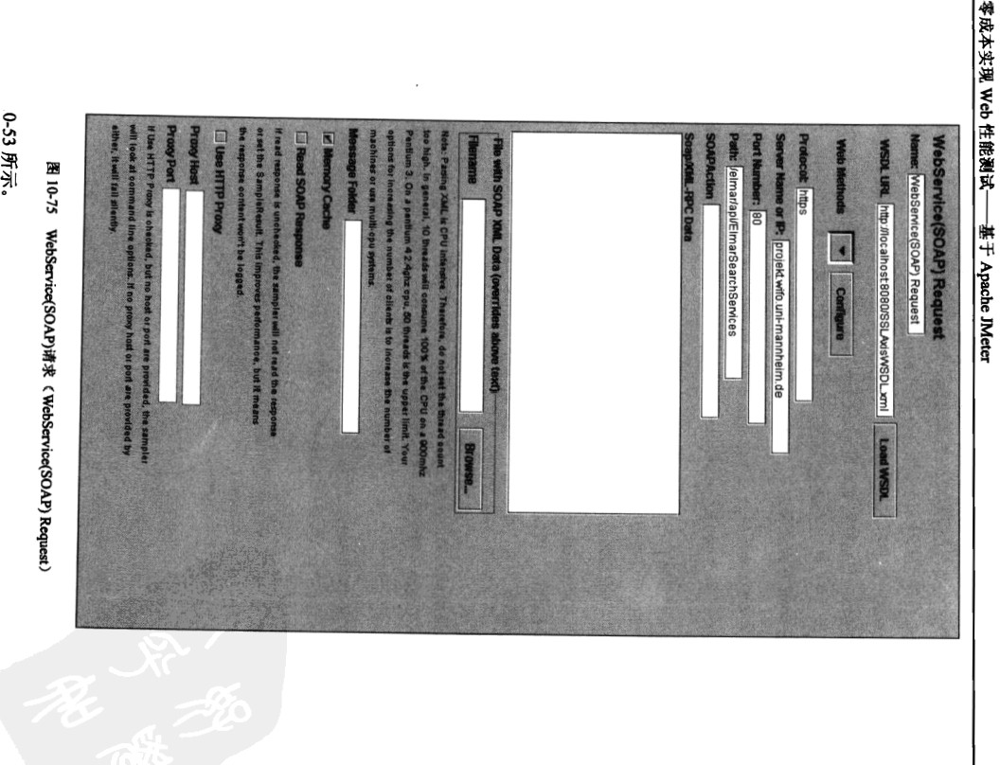 零成本实现 Web 性能测试——基于 Apache JMeter
WebService(SOAP) Request
Name: WebService(SOAP) Request
WSDL URL http://localhost:8080/SSLAxisWSDL.xml Load WSDL
Web Methods Configure
Protocol: https
Server Name or IP: projekt.wifo.uni-mannheim.de
Port Number: 80
Path: /elmar/api/ElmarSearchServices
SOAPAction
Soap/XML-RPC Data
File with SOAP XML Data (overrides above text)
Filename Browse...
Note: Pasing XML is CPU intensive. Therefore, do not set the thread count
too high. In general, 10 threads will consume 100% of the CPU on a 900mhz
Pentium 3. On a pentium 4 2.4ghz cpu, 50 threads is the upper limit. Your
options for increasing the number of clients is to increase the number of
machines or use multi-cpu systems.
Message Folder
Memory Cache
Read SOAP Response
If read response is unchecked, the sampler will not read the response
or set the SampleResult. This improves performance, but it means
the response content won't be logged.
Use HTTP Proxy
Proxy Host
Proxy Port
If Use HTTP Proxy is checked, but no host or port are provided, the sampler
will look at command line options. If no proxy host or port are provided by
either, it will fail silently.
图 10-75 WebService(SOAP)请求（WebService(SOAP) Request）
0-53 所示。